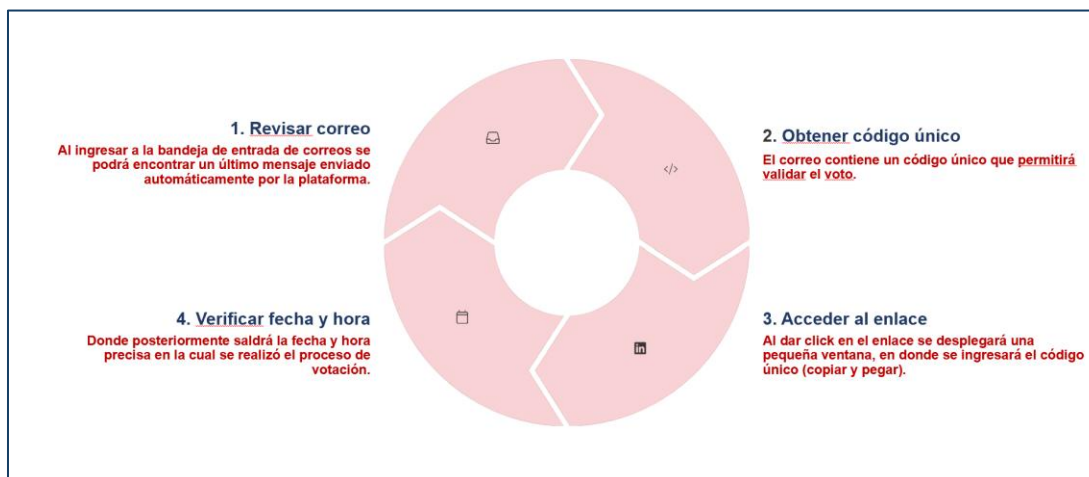 1. Revisar correo
Al ingresar a la bandeja de entrada de correos se
podrá encontrar un último mensaje enviado
automáticamente por la plataforma.
2. Obtener código único
El correo contiene un código único que permitirá
validar el voto.
3. Acceder al enlace
Al dar click en el enlace se desplegará una
pequeña ventana, en donde se ingresará el código
único (copiar y pegar).
4. Verificar fecha y hora
Donde posteriormente saldrá la fecha y hora
precisa en la cual se realizó el proceso de
votación.